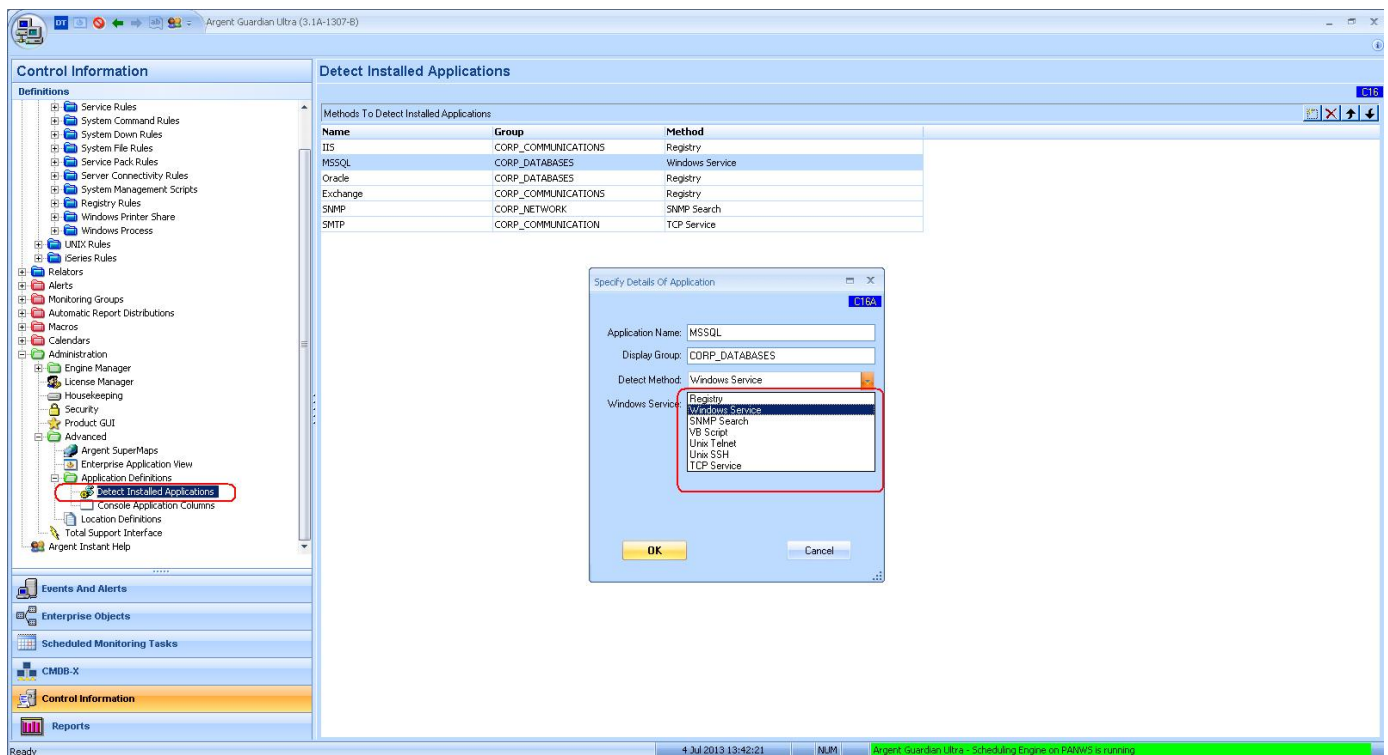 DT
Argent Guardian Ultra (3.1A-1307-B)
Control Information
Definitions
Service Rules
System Command Rules
System Down Rules
System File Rules
Service Pack Rules
Server Connectivity Rules
System Management Scripts
Registry Rules
Windows Printer Share
Windows Process
UNIX Rules
iSeries Rules
Relators
Alerts
Monitoring Groups
Automatic Report Distributions
Macros
Calendars
Administration
Engine Manager
License Manager
Housekeeping
Security
Product GUI
Advanced
Argent SuperMaps
Enterprise Application View
Application Definitions
Detect Installed Applications
Console Application Columns
Location Definitions
Total Support Interface
Argent Instant Help
Events And Alerts
Enterprise Objects
Scheduled Monitoring Tasks
CMDB-X
Control Information
Reports
Detect Installed Applications
C16
Methods To Detect Installed Applications
Name Group Method
IIS CORP_COMMUNICATIONS Registry
MSSQL CORP_DATABASES Windows Service
Oracle CORP_DATABASES Registry
Exchange CORP_COMMUNICATIONS Registry
SNMP CORP_NETWORK SNMP Search
SMTP CORP_COMMUNICATION TCP Service
Specify Details Of Application
C16A
Application Name: MSSQL
Display Group: CORP_DATABASES
Detect Method: Windows Service
Windows Service:
Registry
Windows Service
SNMP Search
VB Script
Unix Telnet
Unix SSH
TCP Service
OK Cancel
Ready 4 Jul 2013 13:42:21 NUM Argent Guardian Ultra - Scheduling Engine on PANWS is running